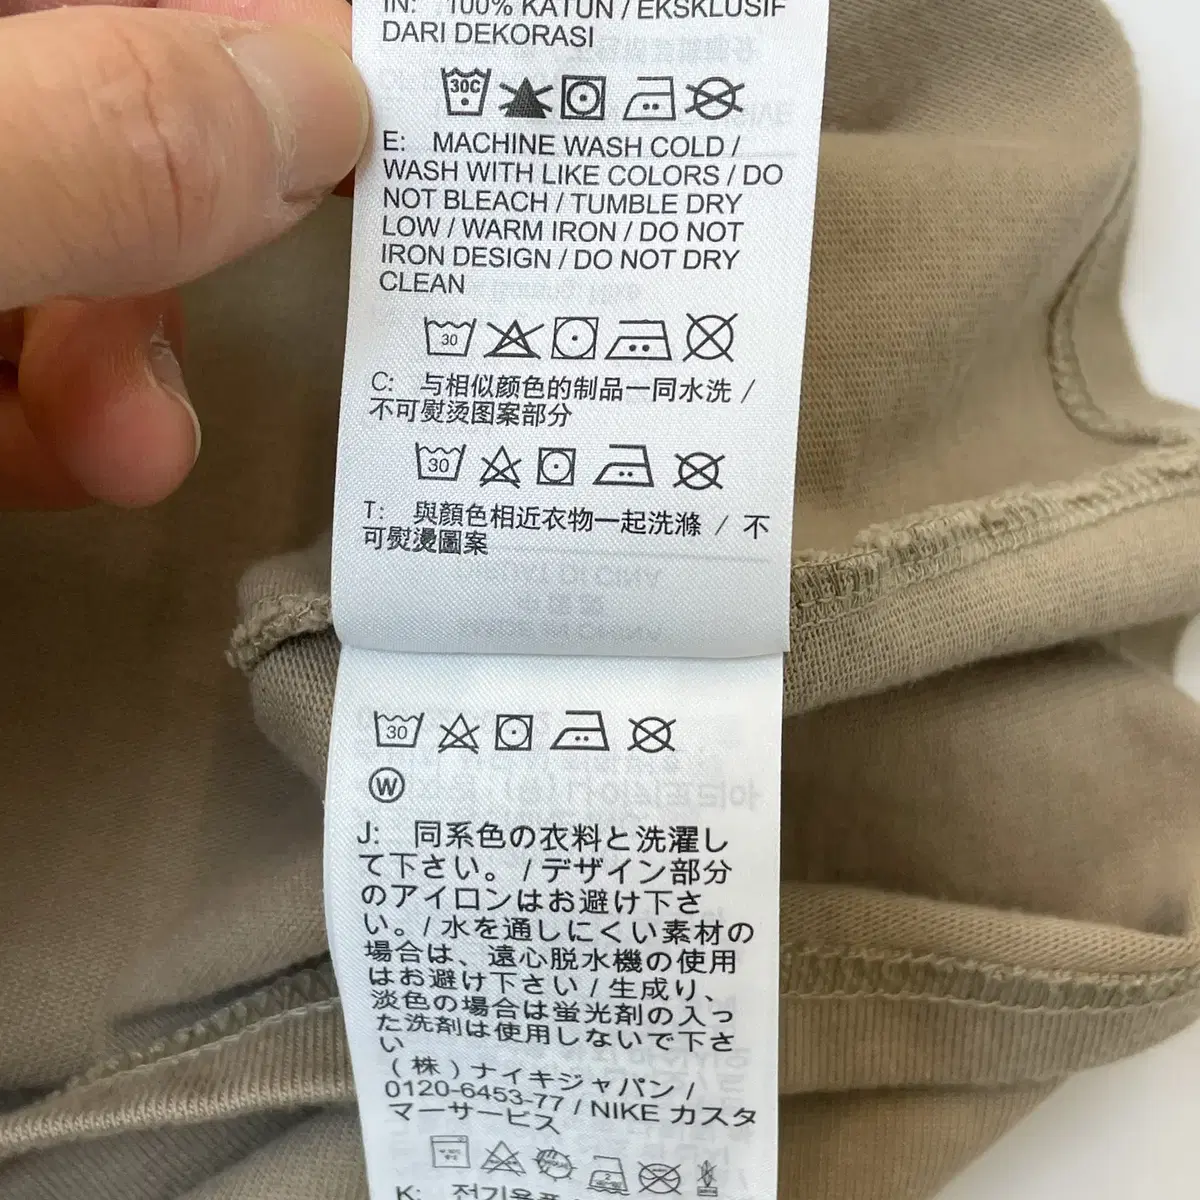 IN: 100% KATUN / EKSKLUSIF
DARI DEKORASI
30C
E: MACHINE WASH COLD /
WASH WITH LIKE COLORS / DO
NOT BLEACH / TUMBLE DRY
LOW / WARM IRON / DO NOT
IRON DESIGN / DO NOT DRY
CLEAN
30
C: 与相似颜色的制品一同水洗 /
不可熨烫图案部分
30
T: 與顏色相近衣物一起洗滌 / 不
可熨燙圖案
30
W
J: 同系色の衣料と洗濯し
て下さい。 / デザイン部分
のアイロンはお避け下さ
い。/ 水を通しにくい素材の
場合は、遠心脱水機の使用
はお避け下さい / 生成り、
淡色の場合は蛍光剤の入っ
た洗剤は使用しないで下さ
い
(株) ナイキジャパン /
0120-6453-77 / NIKE カスタ
マーサービス
K: